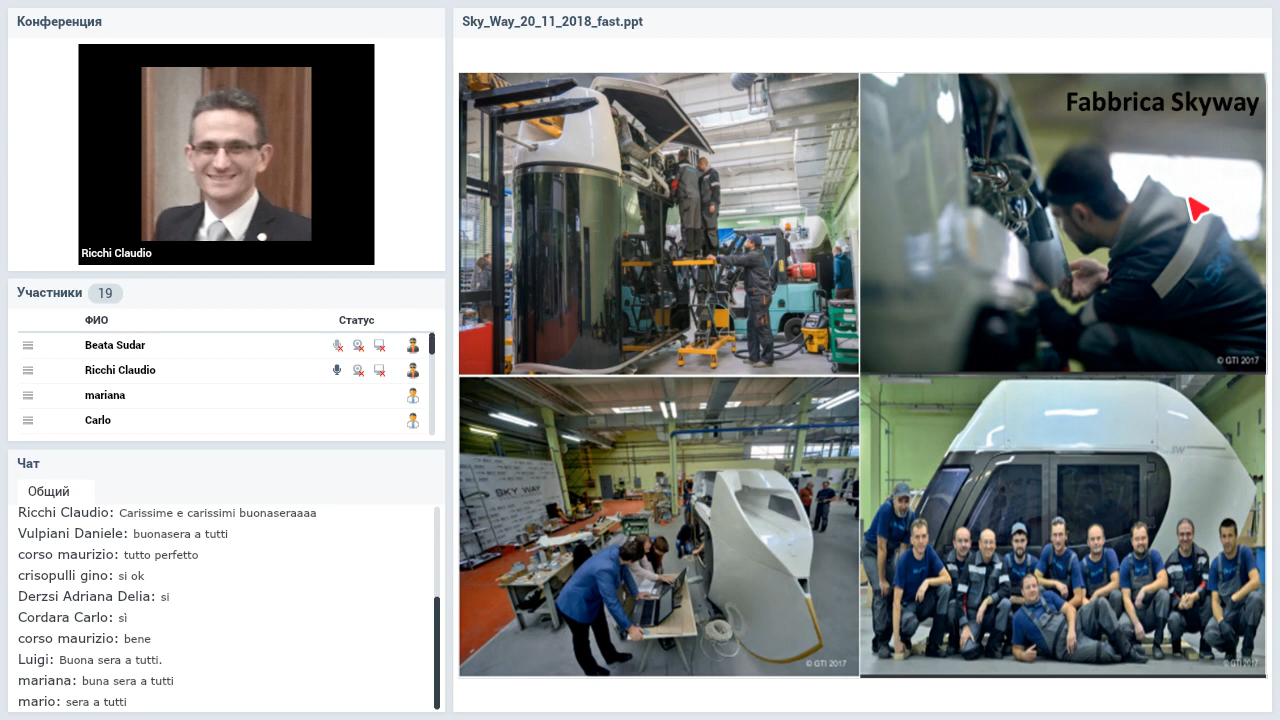 Конференция
Ricchi Claudio
Участники 19
ФИО Статус
Beata Sudar
Ricchi Claudio
mariana
Carlo
Чат
Общий
Ricchi Claudio: Carissime e carissimi buonaseraaaa
Vulpiani Daniele: buonasera a tutti
corso maurizio: tutto perfetto
crisopulli gino: si ok
Derzsi Adriana Delia: si
Cordara Carlo: sì
corso maurizio: bene
Luigi: Buona sera a tutti.
mariana: buna sera a tutti
mario: sera a tutti
Sky_Way_20_11_2018_fast.ppt
Fabbrica Skyway
© GTI 2017
SKY WAY
© GTI 2017
SW
© GTI 2017